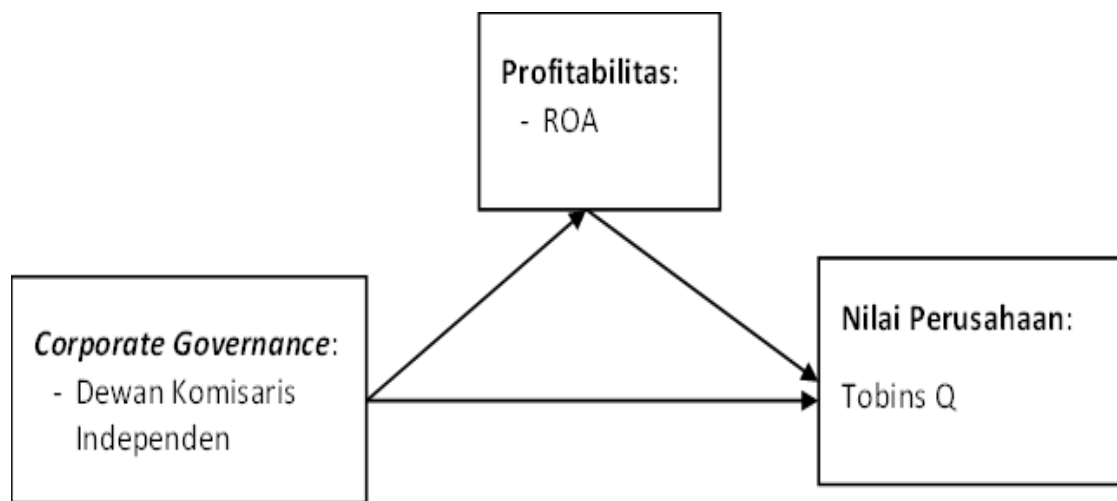 Profitabilitas:
- ROA
Corporate Governance:
- Dewan Komisaris
Independen
Nilai Perusahaan:
Tobins Q